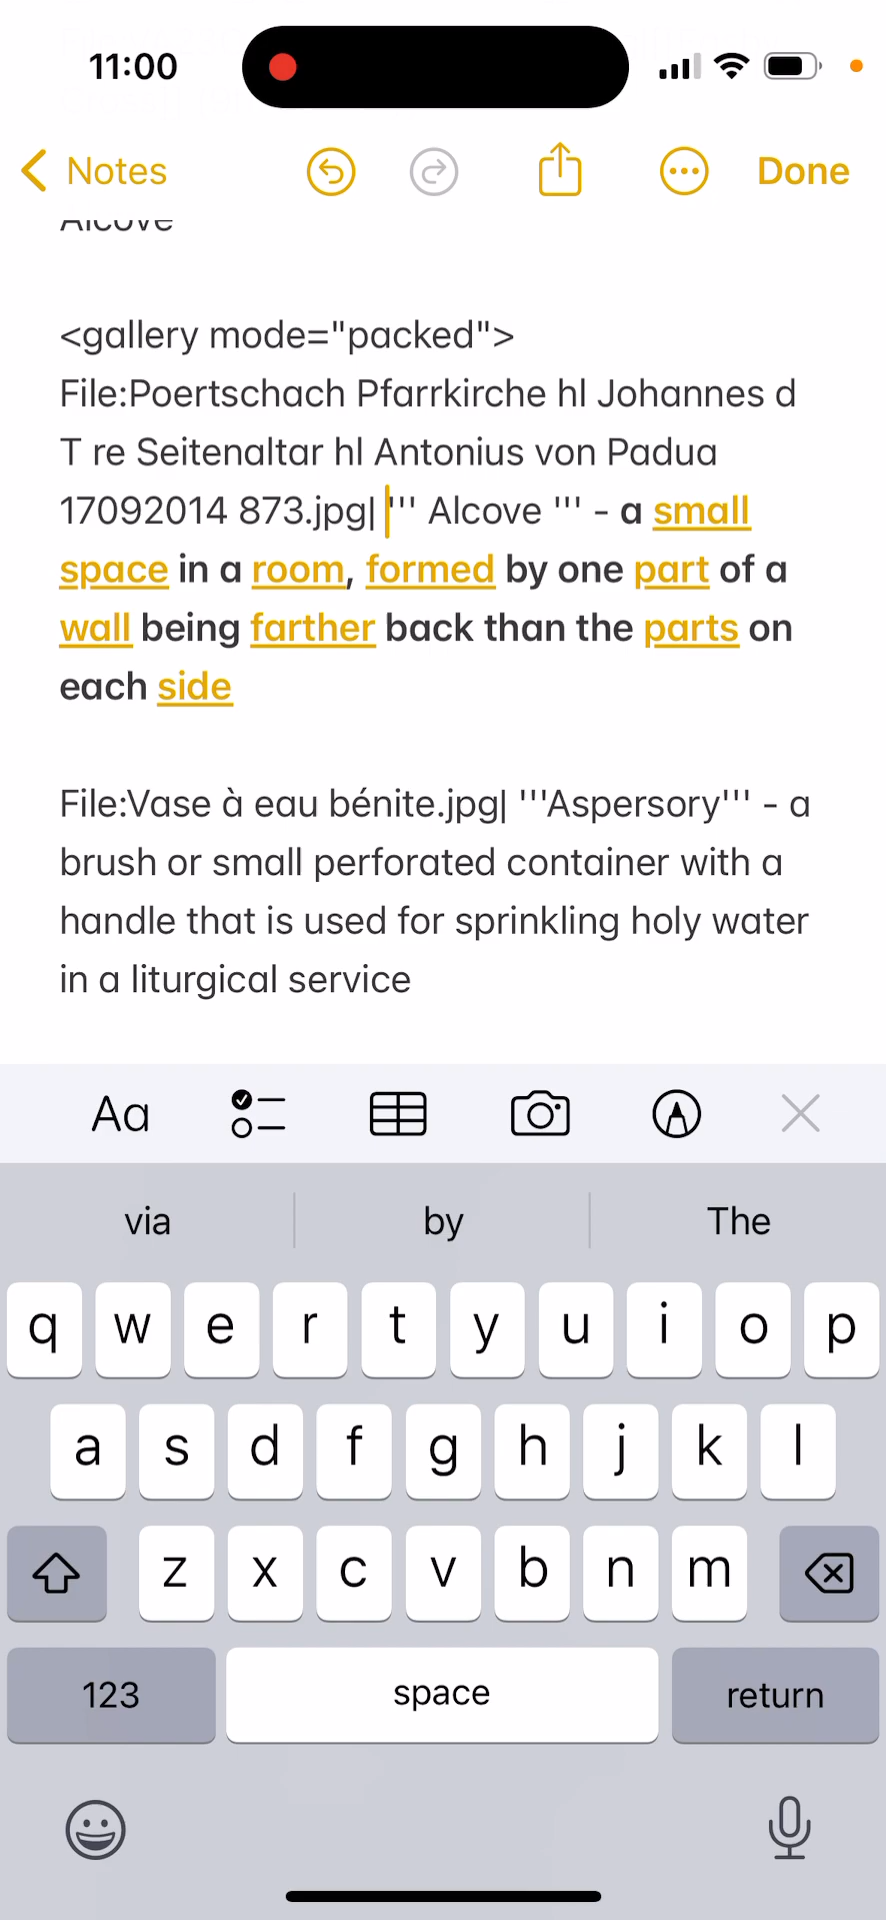 11:00
Notes
Done
Alcove
<gallery mode="packed">
File:Poertschach Pfarrkirche hl Johannes d
T re Seitenaltar hl Antonius von Padua
17092014 873.jpg| ''' Alcove ''' - a small
space in a room, formed by one part of a
wall being farther back than the parts on
each side
File:Vase à eau bénite.jpg| '''Aspersory''' - a
brush or small perforated container with a
handle that is used for sprinkling holy water
in a liturgical service
Aa
via by The
q w e r t y u i o p
a s d f g h j k l
z x c v b n m
123 space return